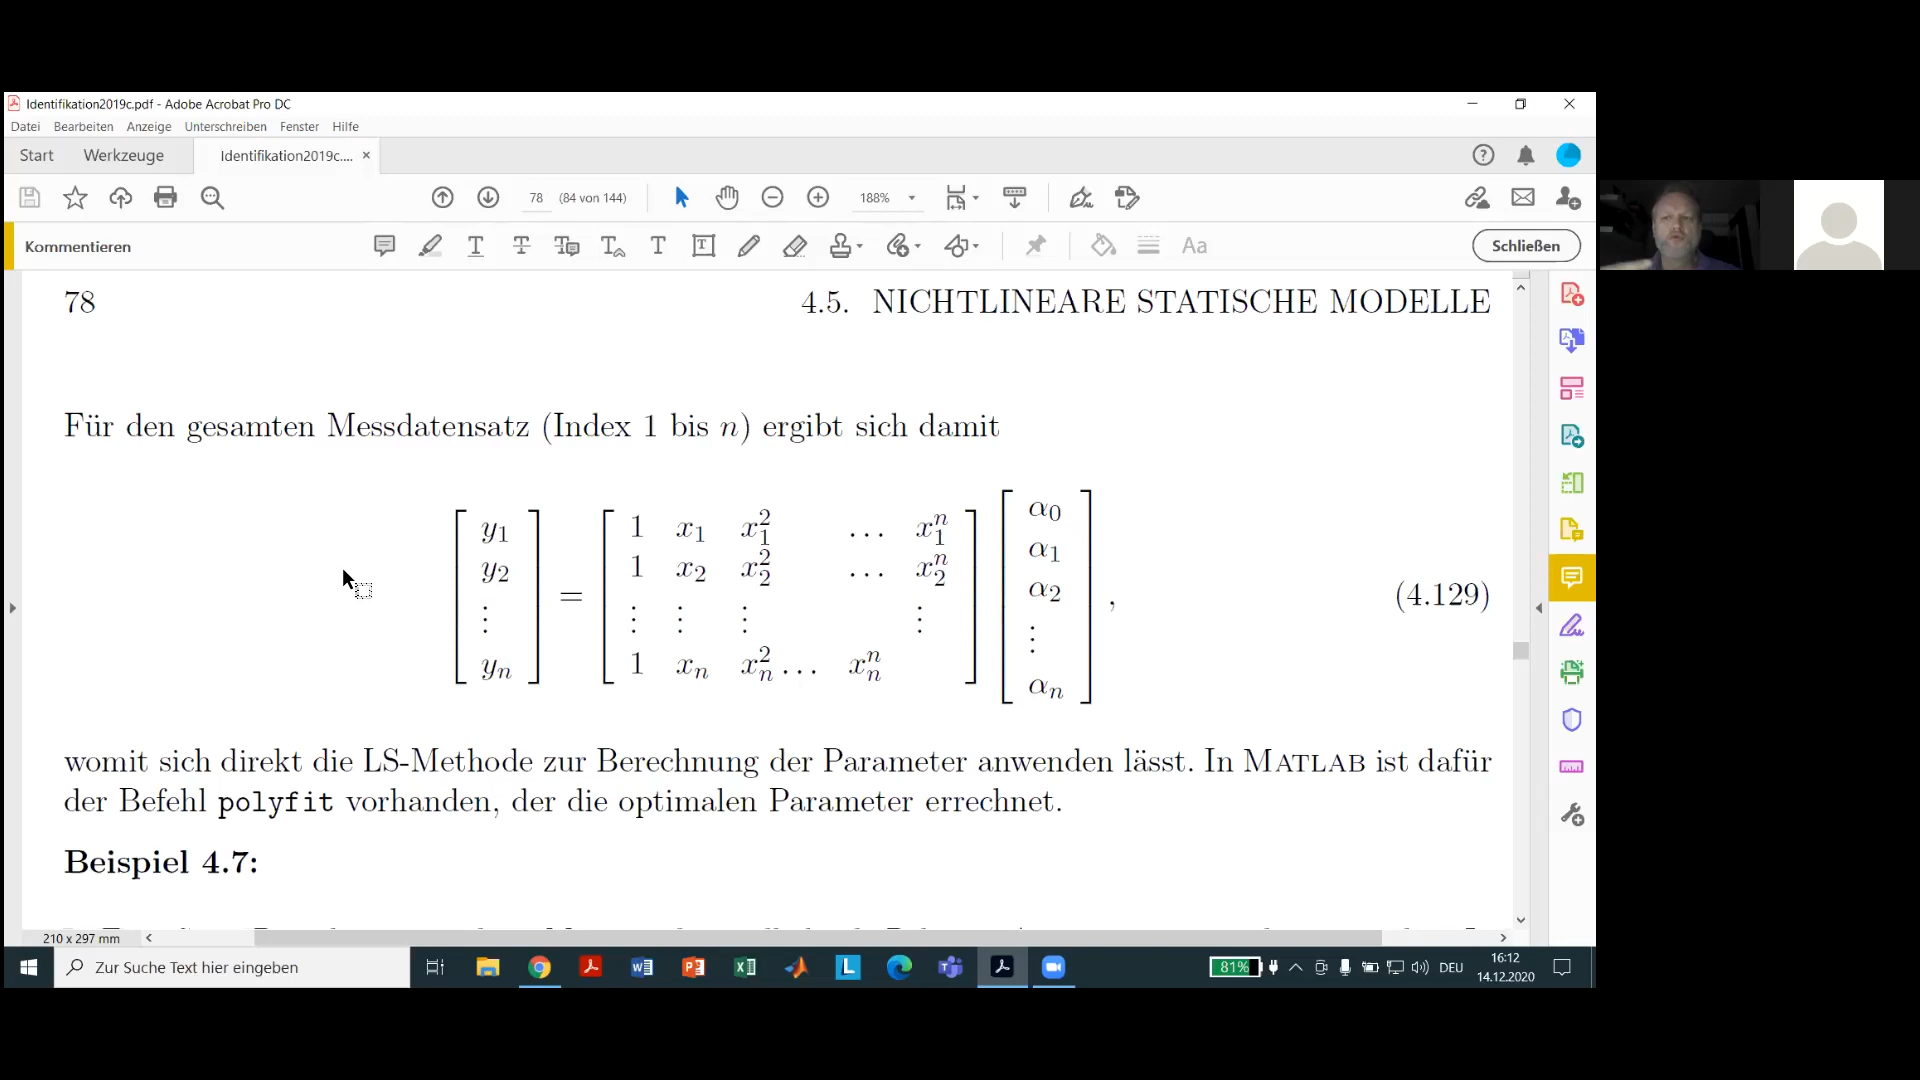 Identifikation2019c.pdf - Adobe Acrobat Pro DC
Datei Bearbeiten Anzeige Unterschreiben Fenster Hilfe
Start Werkzeuge Identifikation2019c....
78 (84 von 144) 188%
Kommentieren Aa Schließen
78 4.5. NICHTLINEARE STATISCHE MODELLE
Für den gesamten Messdatensatz (Index 1 bis n) ergibt sich damit
[ y₁ y₂ ⋮ yₙ ] = [ 1 x₁ x₁² … x₁ⁿ
1 x₂ x₂² … x₂ⁿ
⋮ ⋮ ⋮ ⋮
1 xₙ xₙ² … xₙⁿ ] [ α₀ α₁ α₂ ⋮ αₙ ] , (4.129)
womit sich direkt die LS-Methode zur Berechnung der Parameter anwenden lässt. In MATLAB ist dafür
der Befehl polyfit vorhanden, der die optimalen Parameter errechnet.
Beispiel 4.7:
210 x 297 mm
Zur Suche Text hier eingeben
81% DEU 16:12
14.12.2020